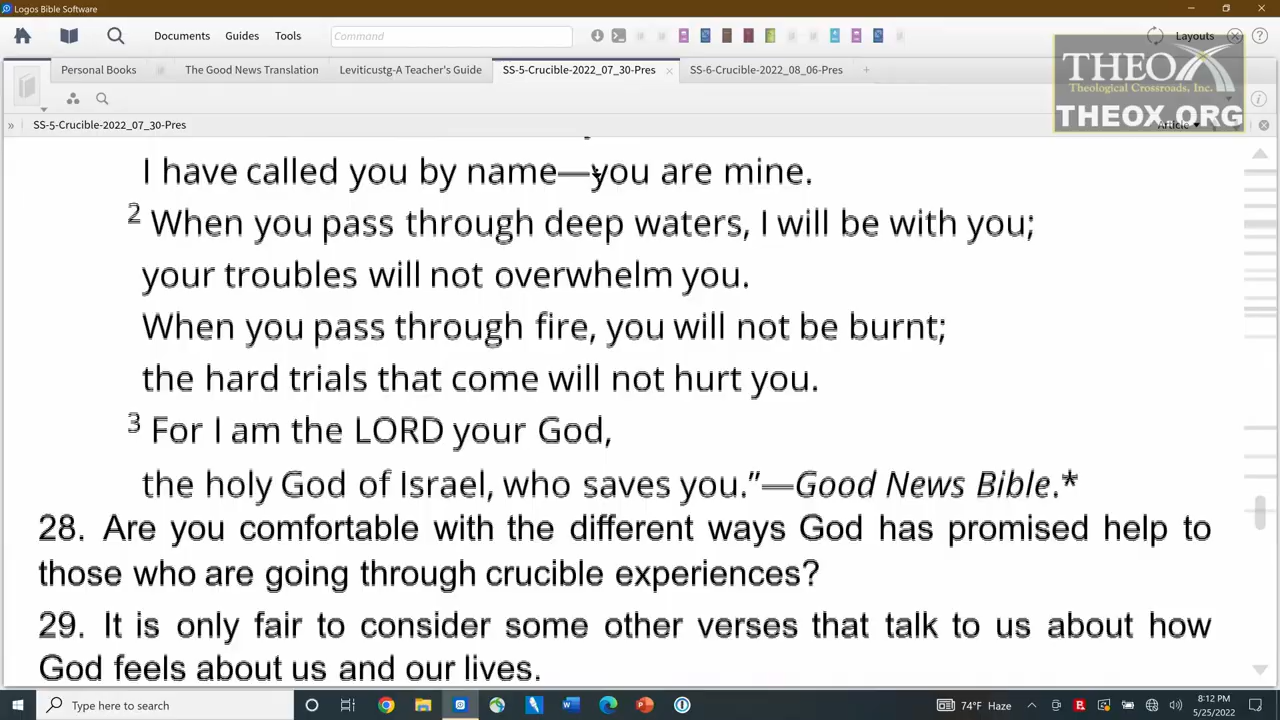 Logos Bible Software
Documents Guides Tools Command Layouts
Personal Books The Good News Translation Leviticustg A Teacher's Guide SS-5-Crucible-2022_07_30-Pres SS-6-Crucible-2022_08_06-Pres
THEOX
Theological Crossroads, Inc.
THEOX.ORG
SS-5-Crucible-2022_07_30-Pres Article
I have called you by name—you are mine.
2 When you pass through deep waters, I will be with you;
your troubles will not overwhelm you.
When you pass through fire, you will not be burnt;
the hard trials that come will not hurt you.
3 For I am the LORD your God,
the holy God of Israel, who saves you.”—Good News Bible.*
28. Are you comfortable with the different ways God has promised help to
those who are going through crucible experiences?
29. It is only fair to consider some other verses that talk to us about how
God feels about us and our lives.
Type here to search 74°F Haze 8:12 PM
5/25/2022